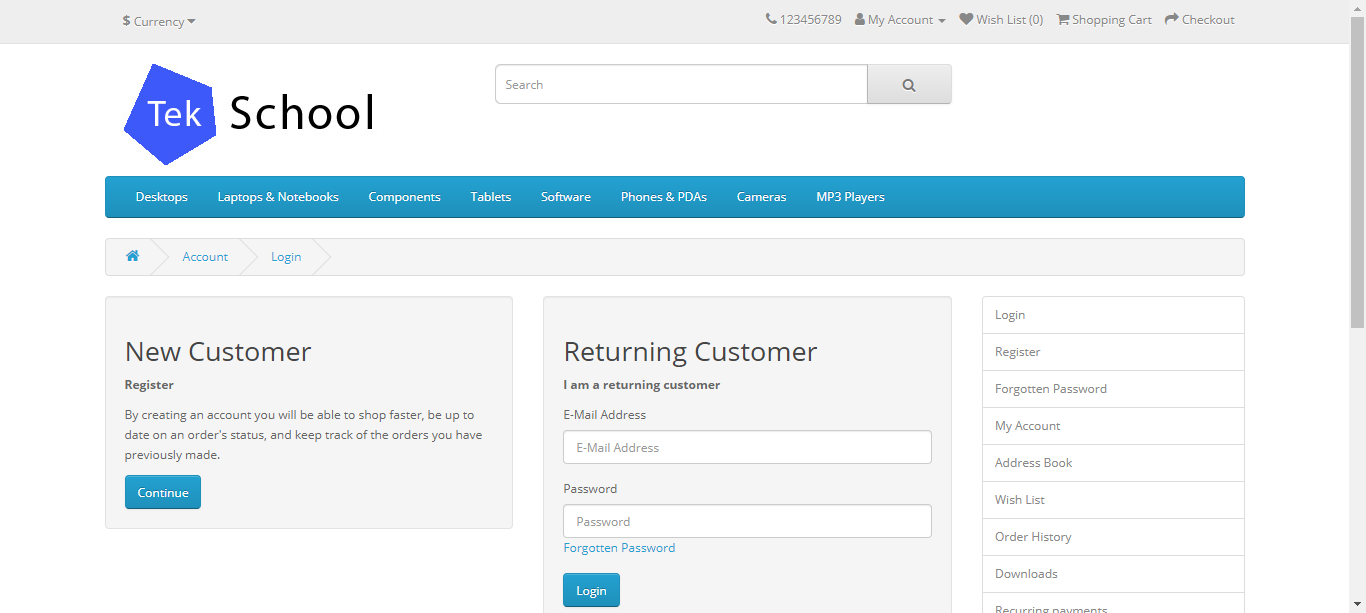 $ Currency
123456789 My Account Wish List (0) Shopping Cart Checkout
Tek School
Search
Desktops Laptops & Notebooks Components Tablets Software Phones & PDAs Cameras MP3 Players
Account Login
New Customer
Register
By creating an account you will be able to shop faster, be up to
date on an order's status, and keep track of the orders you have
previously made.
Continue
Returning Customer
I am a returning customer
E-Mail Address
E-Mail Address
Password
Password
Forgotten Password
Login
Login
Register
Forgotten Password
My Account
Address Book
Wish List
Order History
Downloads
Recurring payments